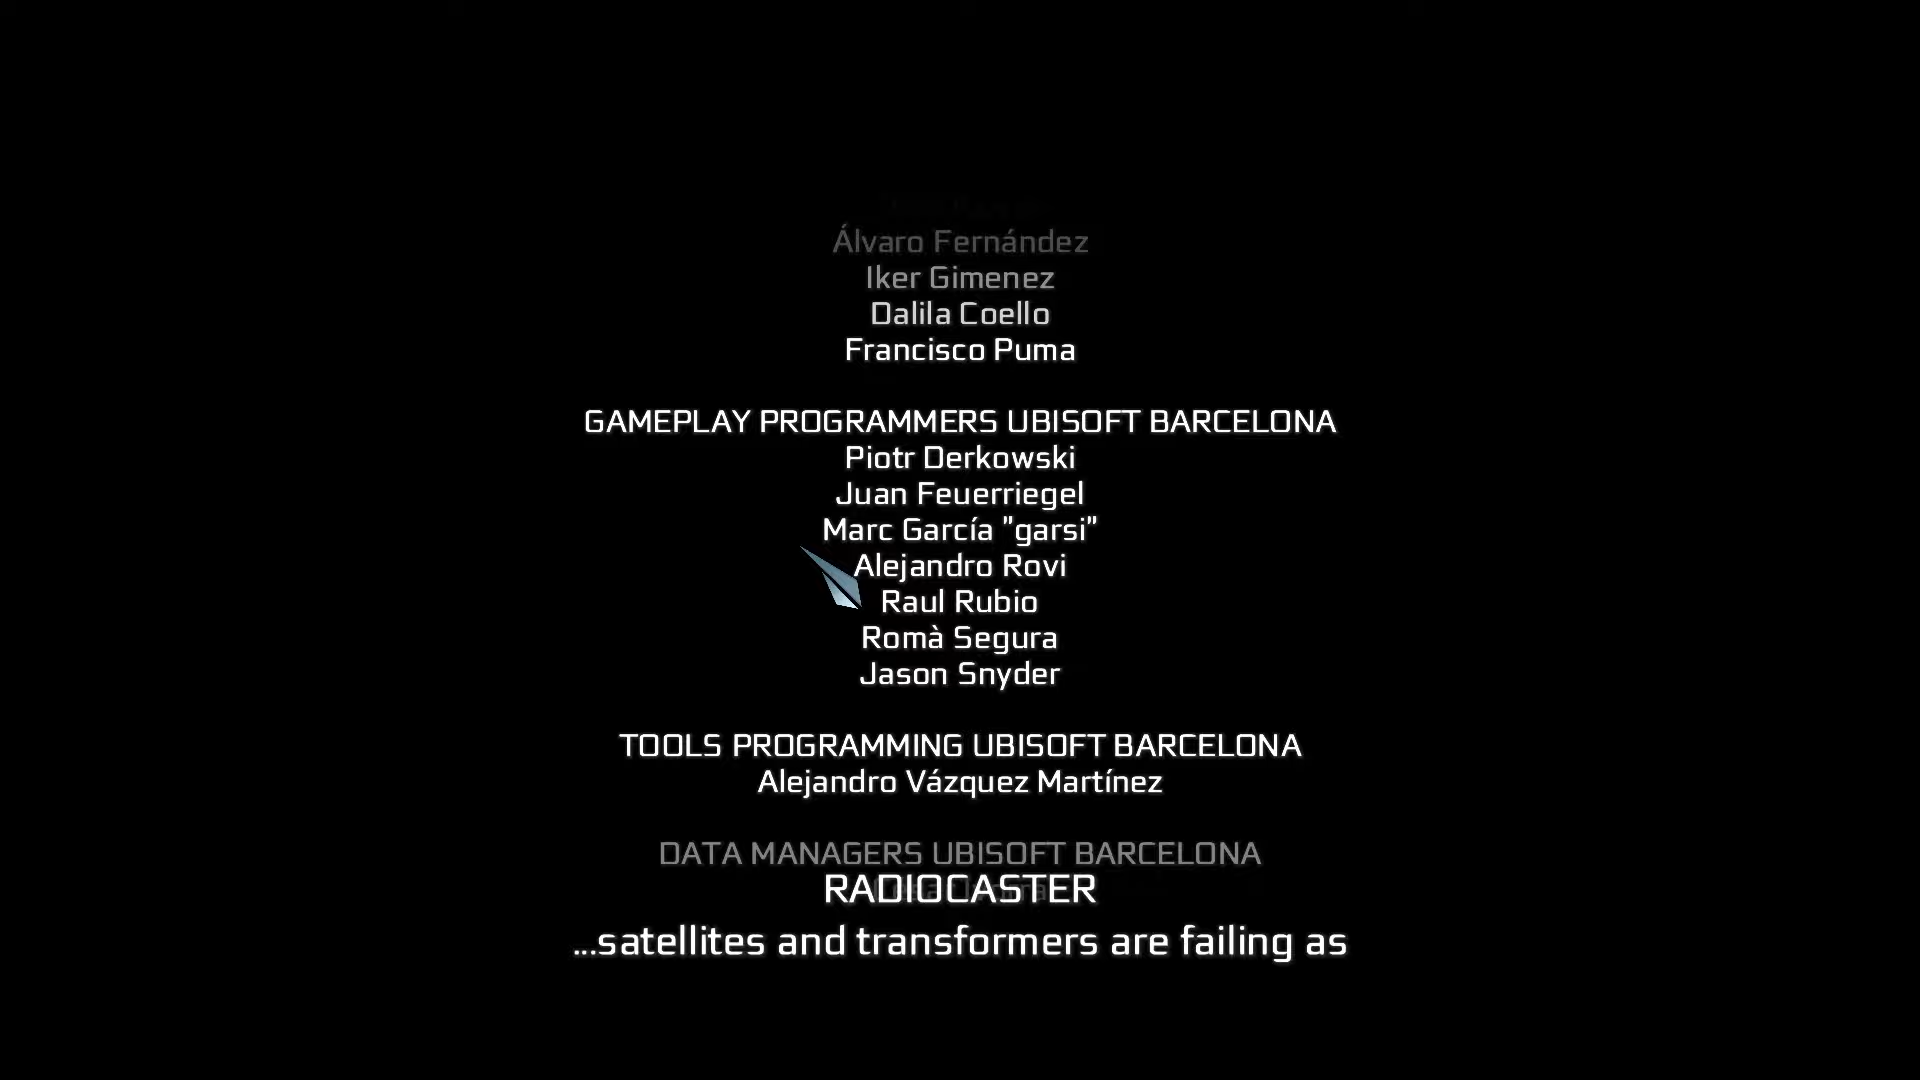 Álvaro Fernández
Iker Gimenez
Dalila Coello
Francisco Puma
GAMEPLAY PROGRAMMERS UBISOFT BARCELONA
Piotr Derkowski
Juan Feuerriegel
Marc García "garsi"
Alejandro Rovi
Raul Rubio
Romà Segura
Jason Snyder
TOOLS PROGRAMMING UBISOFT BARCELONA
Alejandro Vázquez Martínez
DATA MANAGERS UBISOFT BARCELONA
RADIOCASTER
...satellites and transformers are failing as